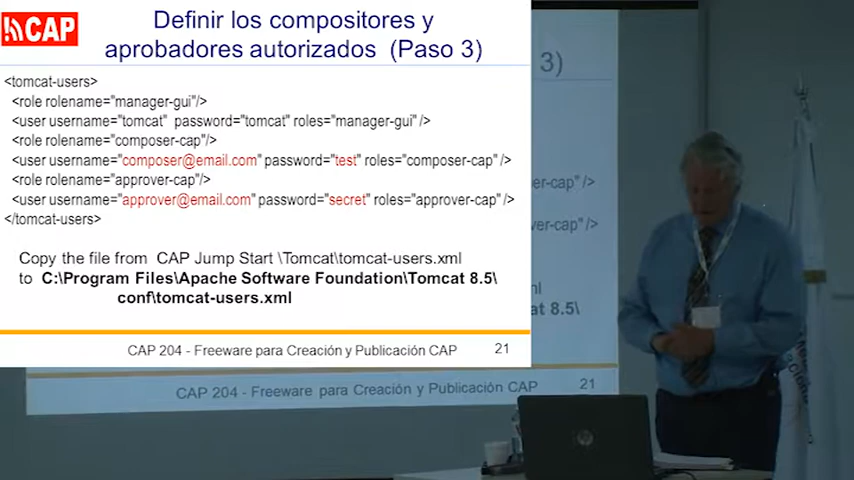 CAP
Definir los compositores y
aprobadores autorizados (Paso 3)
<tomcat-users>
<role rolename="manager-gui"/>
<user username="tomcat" password="tomcat" roles="manager-gui" />
<role rolename="composer-cap"/>
<user username="composer@email.com" password="test" roles="composer-cap" />
<role rolename="approver-cap"/>
<user username="approver@email.com" password="secret" roles="approver-cap" />
</tomcat-users>
Copy the file from CAP Jump Start \Tomcat\tomcat-users.xml
to C:\Program Files\Apache Software Foundation\Tomcat 8.5\
conf\tomcat-users.xml
CAP 204 - Freeware para Creación y Publicación CAP 21
3)
er-cap" />
ver-cap" />
ml
at 8.5\
CAP 204 - Freeware para Creación y Publicación CAP 21
hp